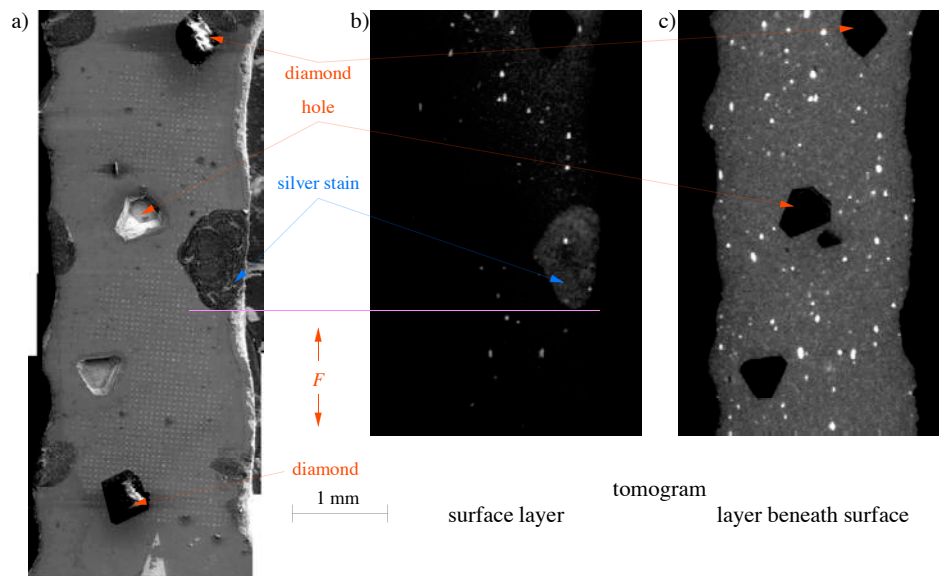 a)
b)
c)
diamond
hole
silver stain
F
diamond
1 mm
tomogram
surface layer
layer beneath surface